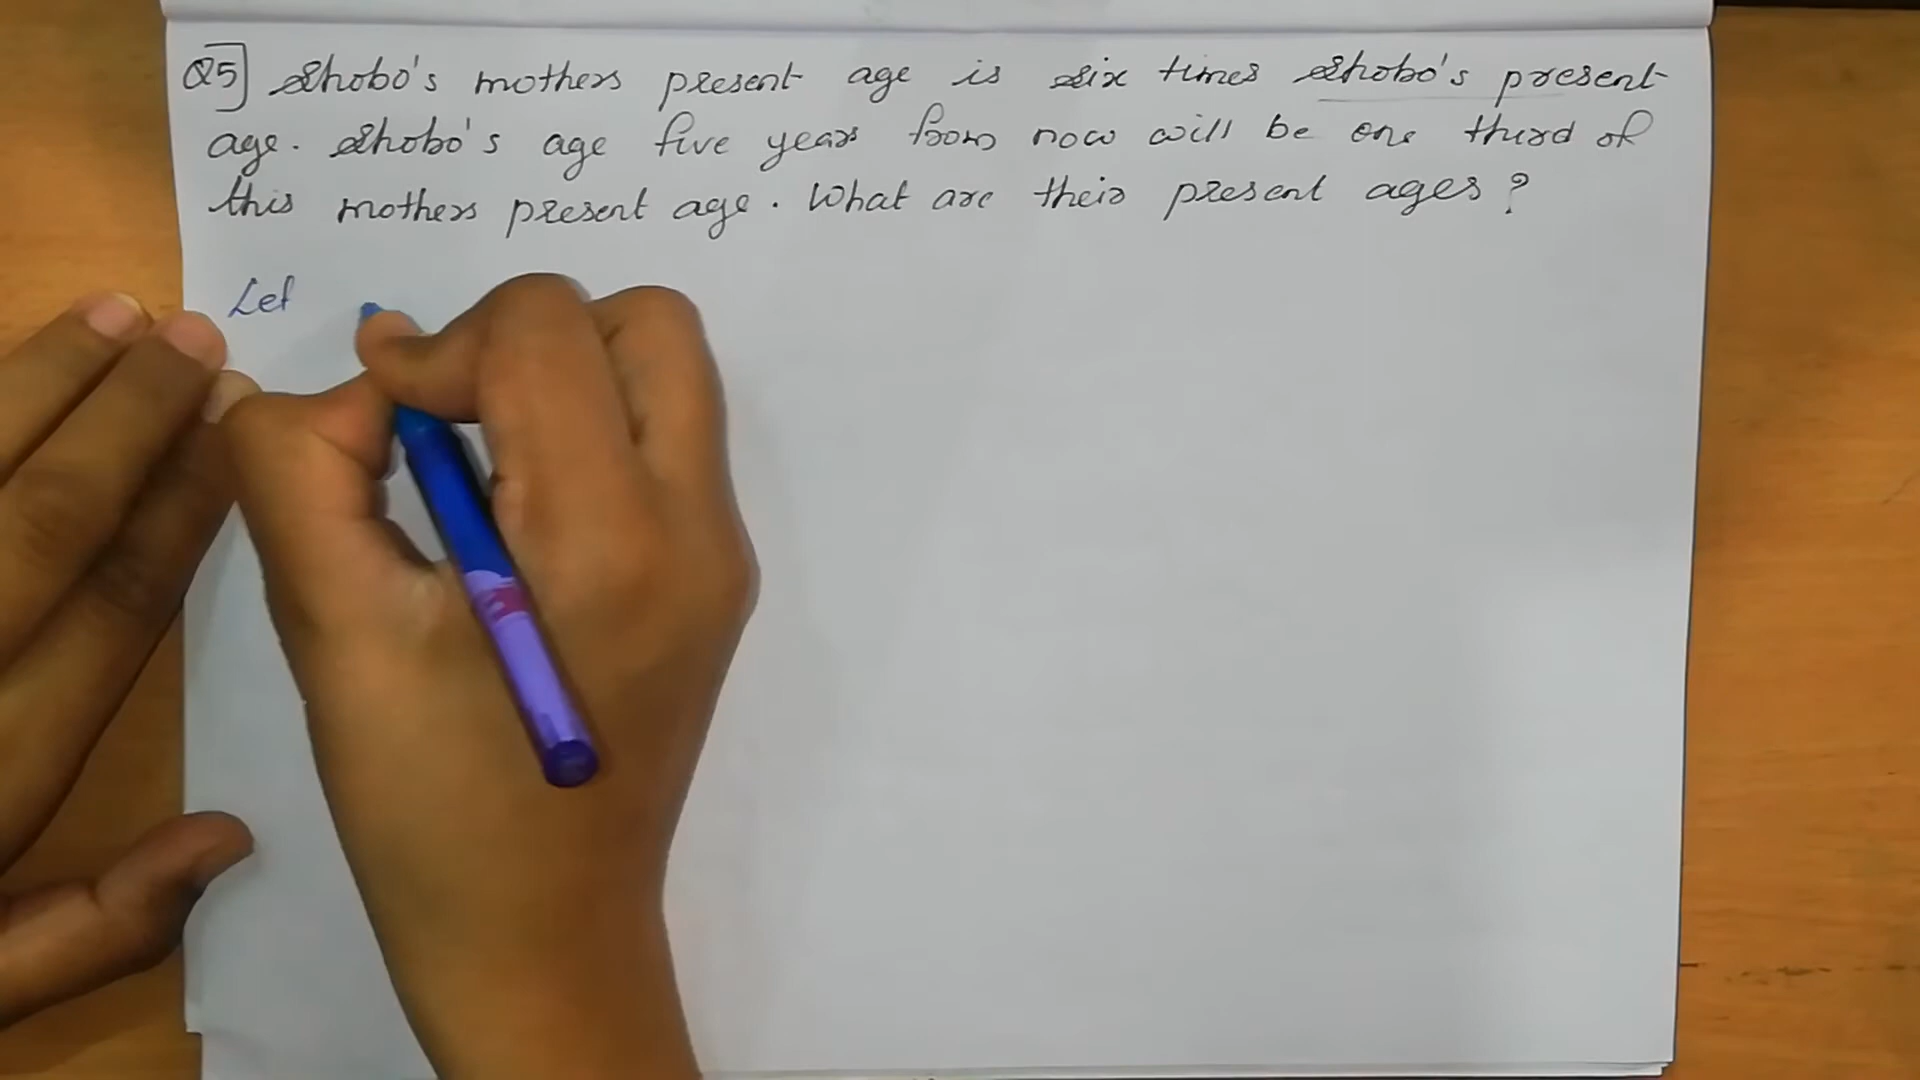 Q5] Shobo's mothers present age is six times Shobo's present
age. Shobo's age five years from now will be one third of
this mothers present age. What are their present ages?
Let